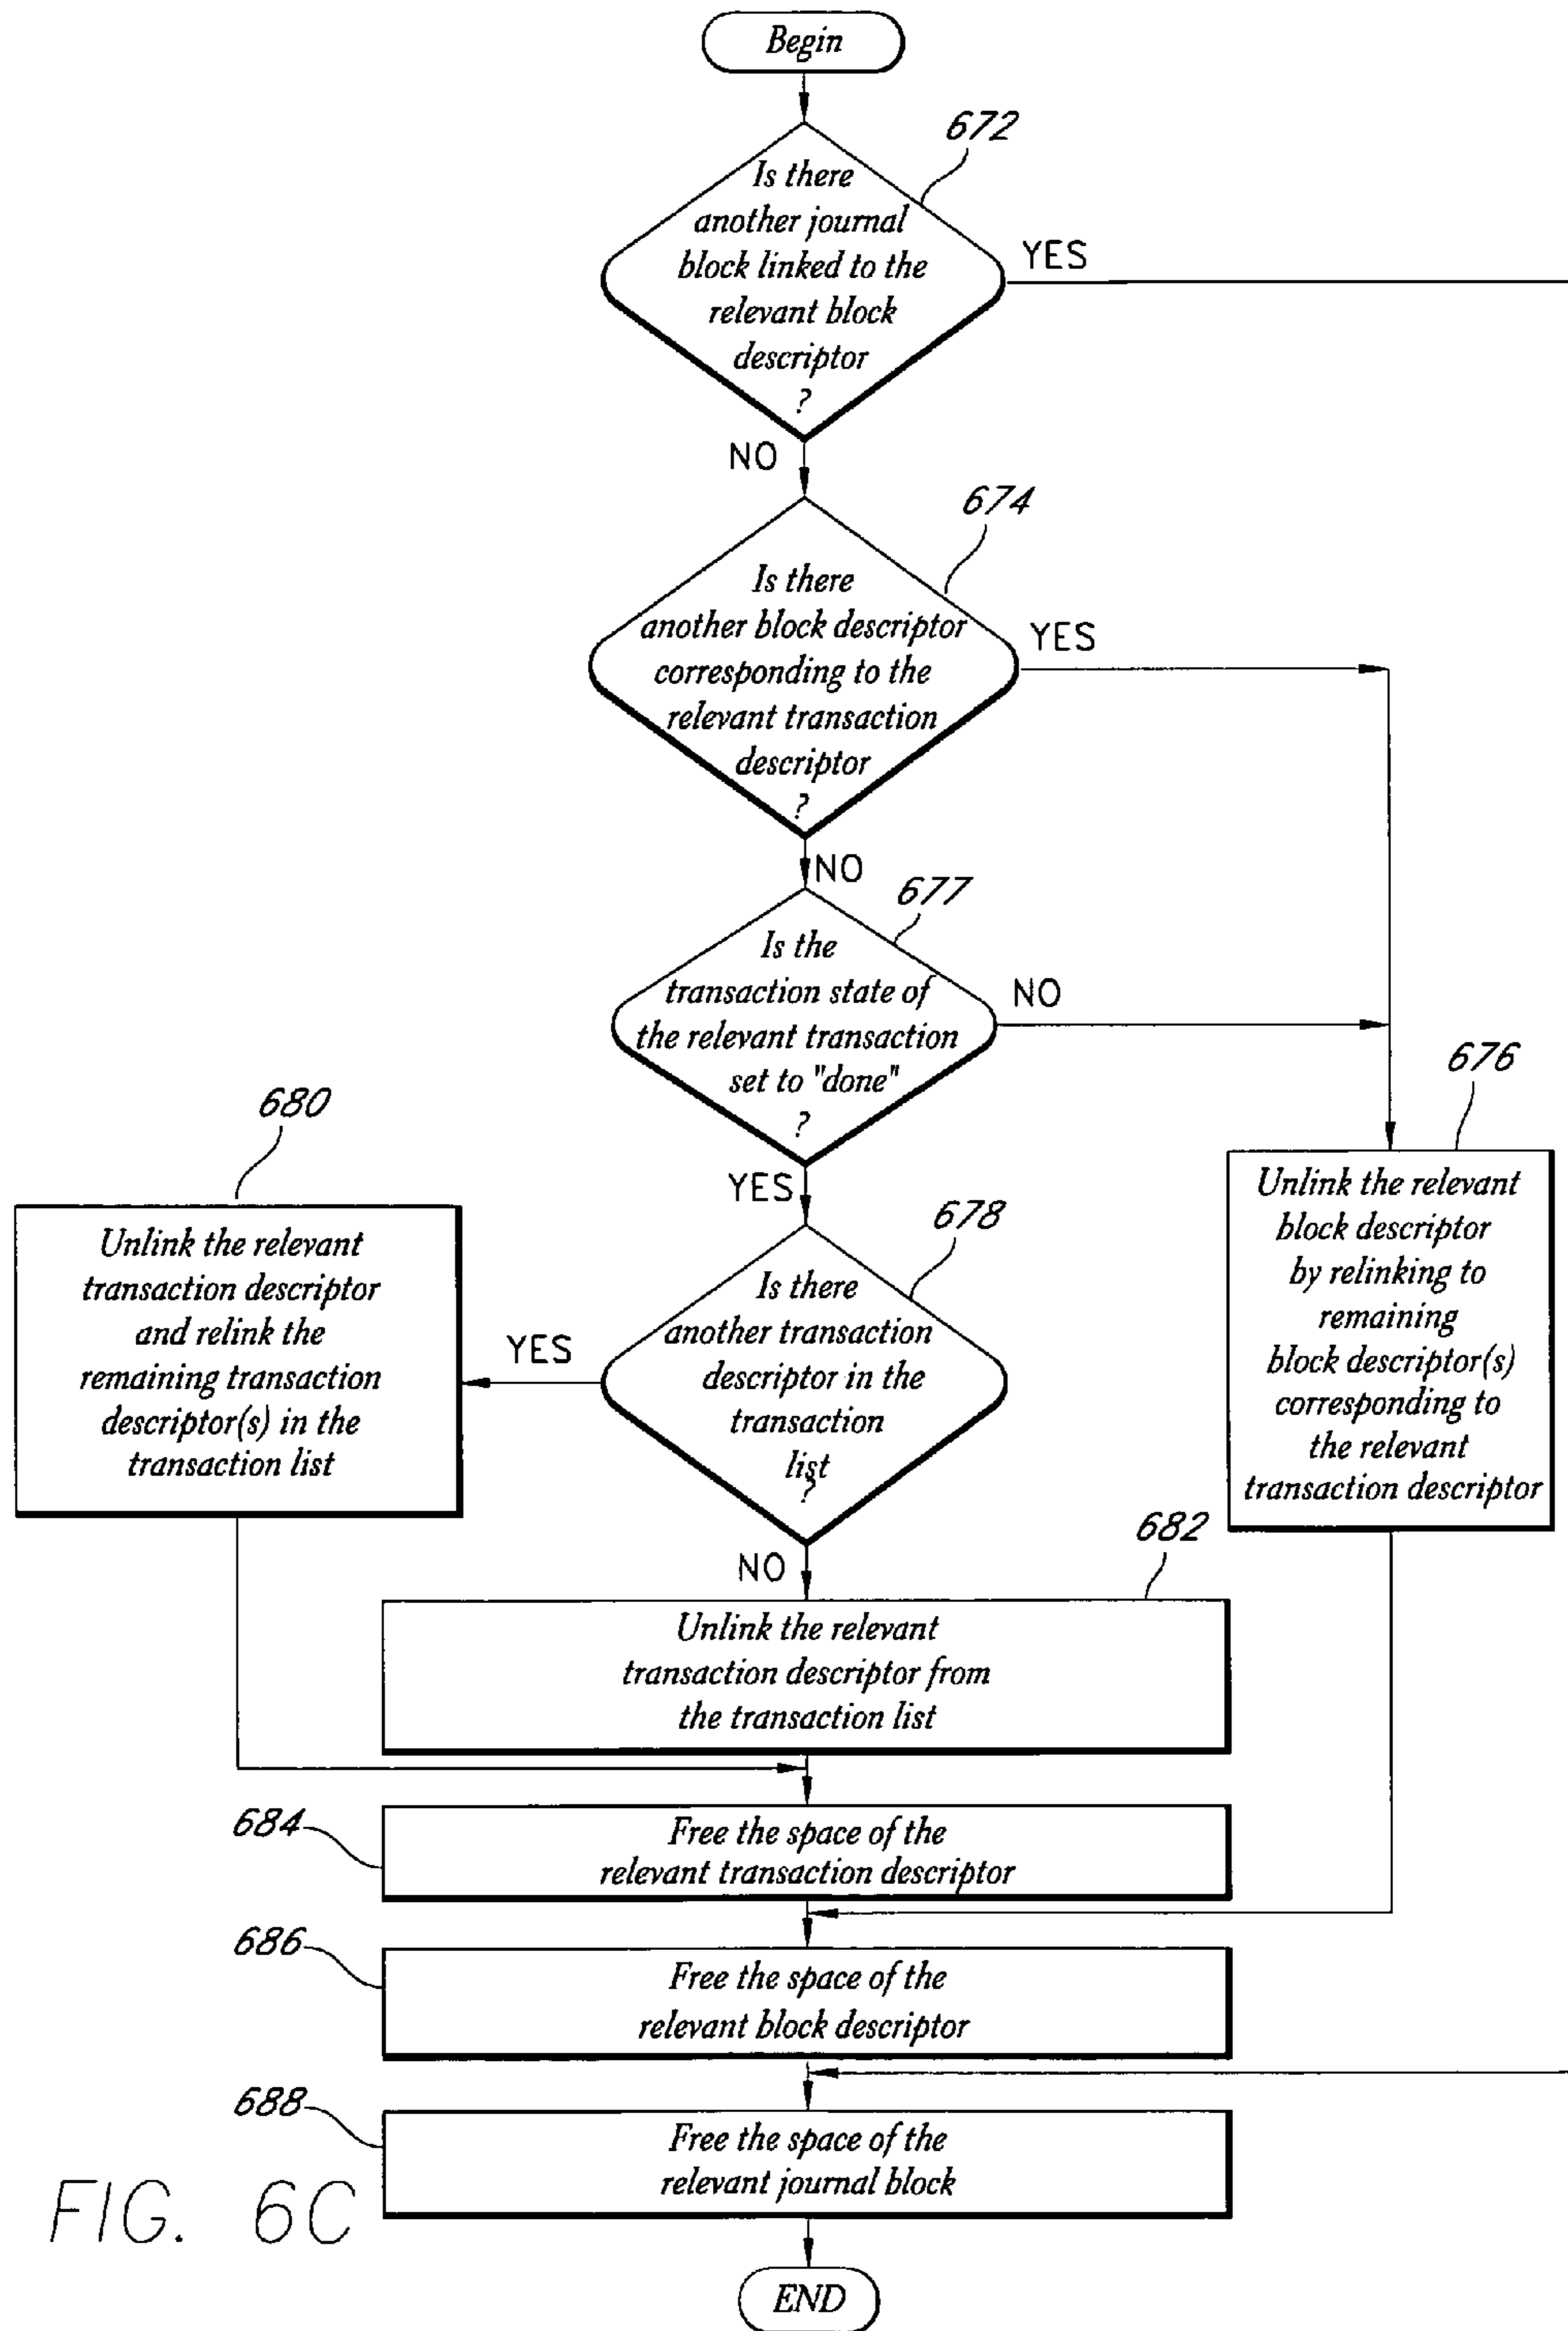 Begin
672
Is there
another journal
block linked to the
relevant block
descriptor
?
YES
NO
674
Is there
another block descriptor
corresponding to the
relevant transaction
descriptor
?
YES
NO
677
Is the
transaction state of
the relevant transaction
set to "done"
?
NO
YES
676
Unlink the relevant
block descriptor
by relinking to
remaining
block descriptor(s)
corresponding to
the relevant
transaction descriptor
678
Is there
another transaction
descriptor in the
transaction
list
?
YES
NO
680
Unlink the relevant
transaction descriptor
and relink the
remaining transaction
descriptor(s) in the
transaction list
682
Unlink the relevant
transaction descriptor from
the transaction list
684
Free the space of the
relevant transaction descriptor
686
Free the space of the
relevant block descriptor
688
Free the space of the
relevant journal block
END
FIG. 6C